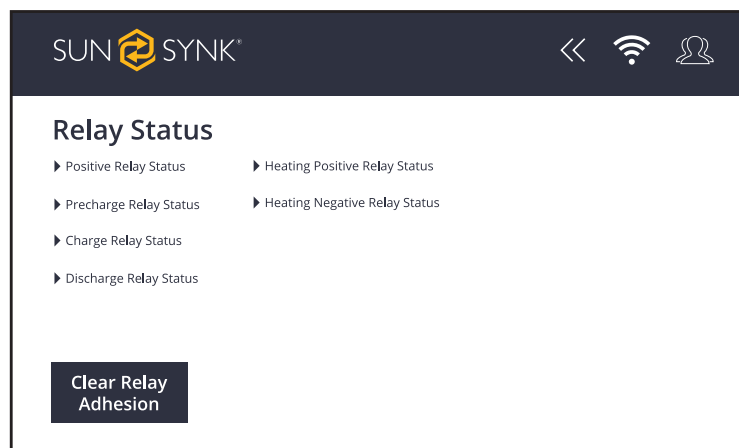 SUN SYNK®
Relay Status
Positive Relay Status
Heating Positive Relay Status
Precharge Relay Status
Heating Negative Relay Status
Charge Relay Status
Discharge Relay Status
Clear Relay
Adhesion